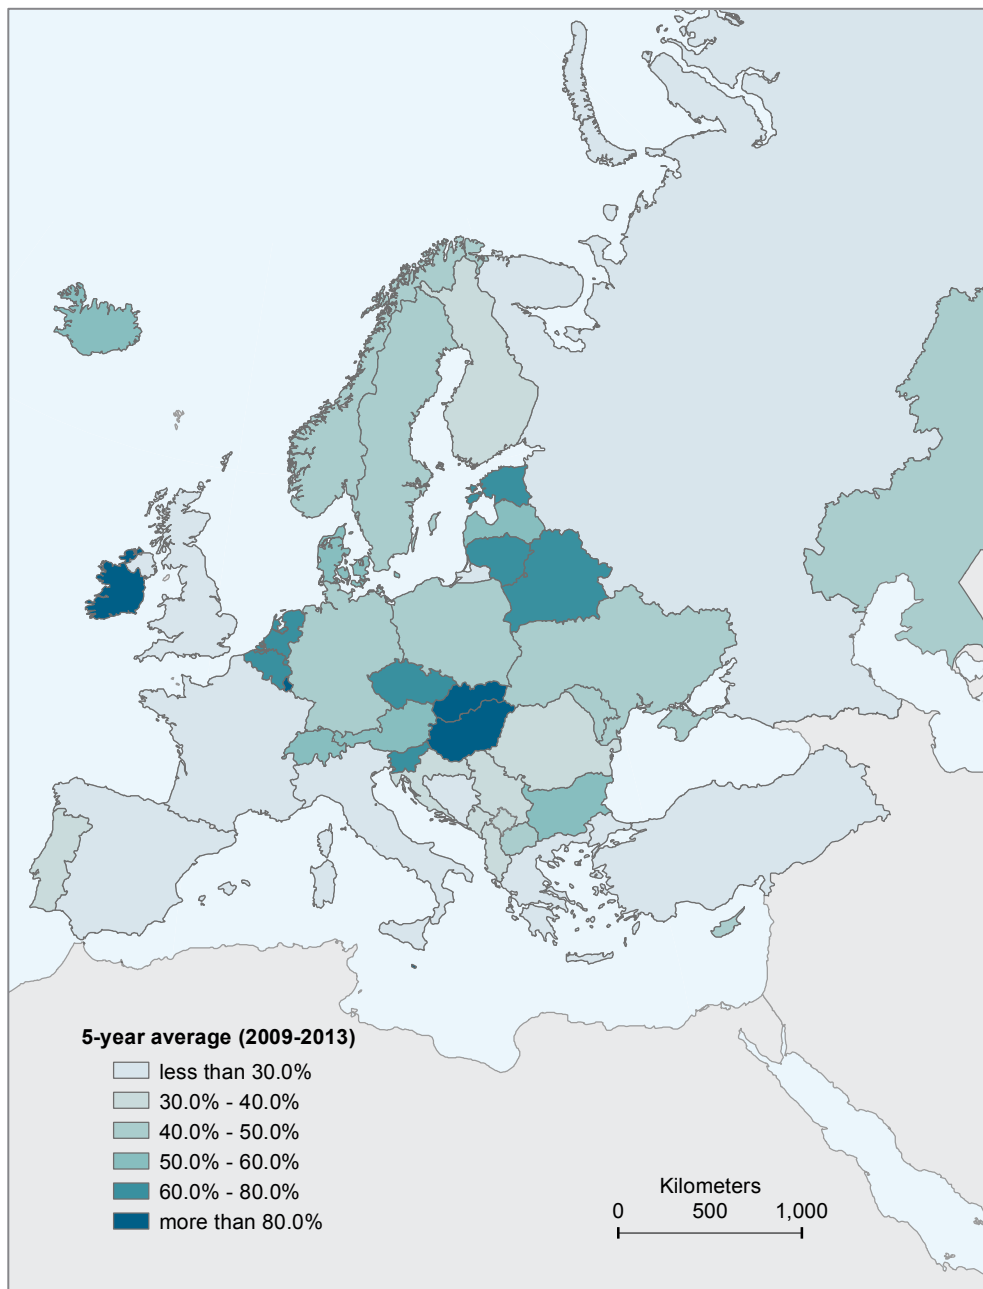 5-year average (2009-2013)
less than 30.0%
30.0% - 40.0%
40.0% - 50.0%
50.0% - 60.0%
60.0% - 80.0%
more than 80.0%
Kilometers
0 500 1,000